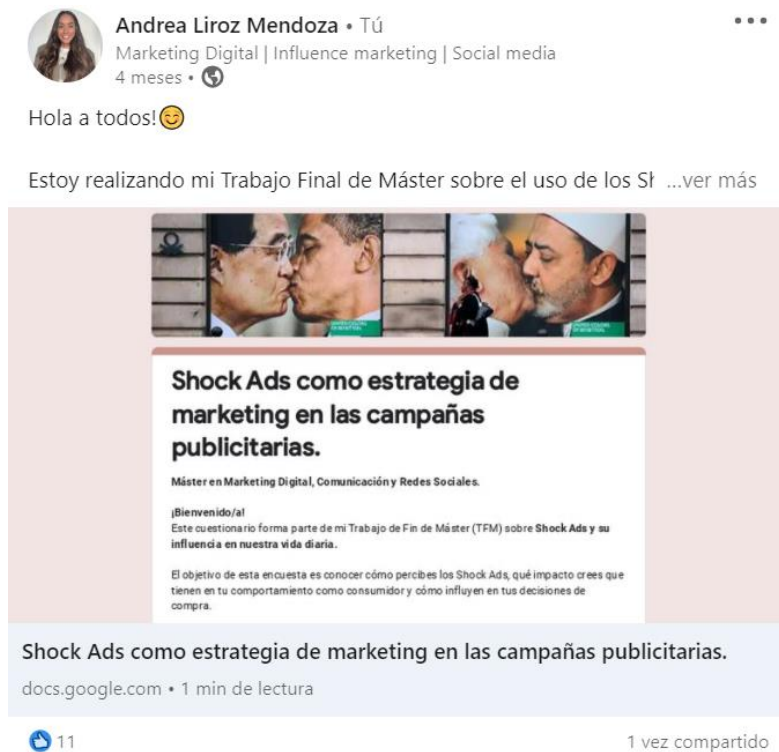 Andrea Liroz Mendoza • Tú
Marketing Digital | Influence marketing | Social media
4 meses •
Hola a todos!😊
Estoy realizando mi Trabajo Final de Máster sobre el uso de los Sh ...ver más
Shock Ads como estrategia de
marketing en las campañas
publicitarias.
Máster en Marketing Digital, Comunicación y Redes Sociales.
¡Bienvenido/a!
Este cuestionario forma parte de mi Trabajo de Fin de Máster (TFM) sobre Shock Ads y su
influencia en nuestra vida diaria.
El objetivo de esta encuesta es conocer cómo percibes los Shock Ads, qué impacto crees que
tienen en tu comportamiento como consumidor y cómo influyen en tus decisiones de
compra.
Shock Ads como estrategia de marketing en las campañas publicitarias.
docs.google.com • 1 min de lectura
11
1 vez compartido